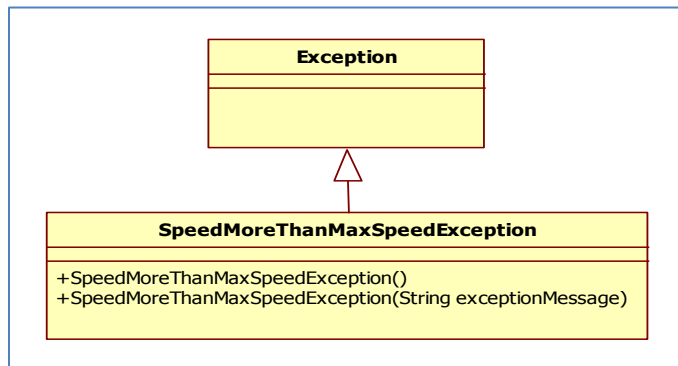 Exception
SpeedMoreThanMaxSpeedException
+SpeedMoreThanMaxSpeedException()
+SpeedMoreThanMaxSpeedException(String exceptionMessage)